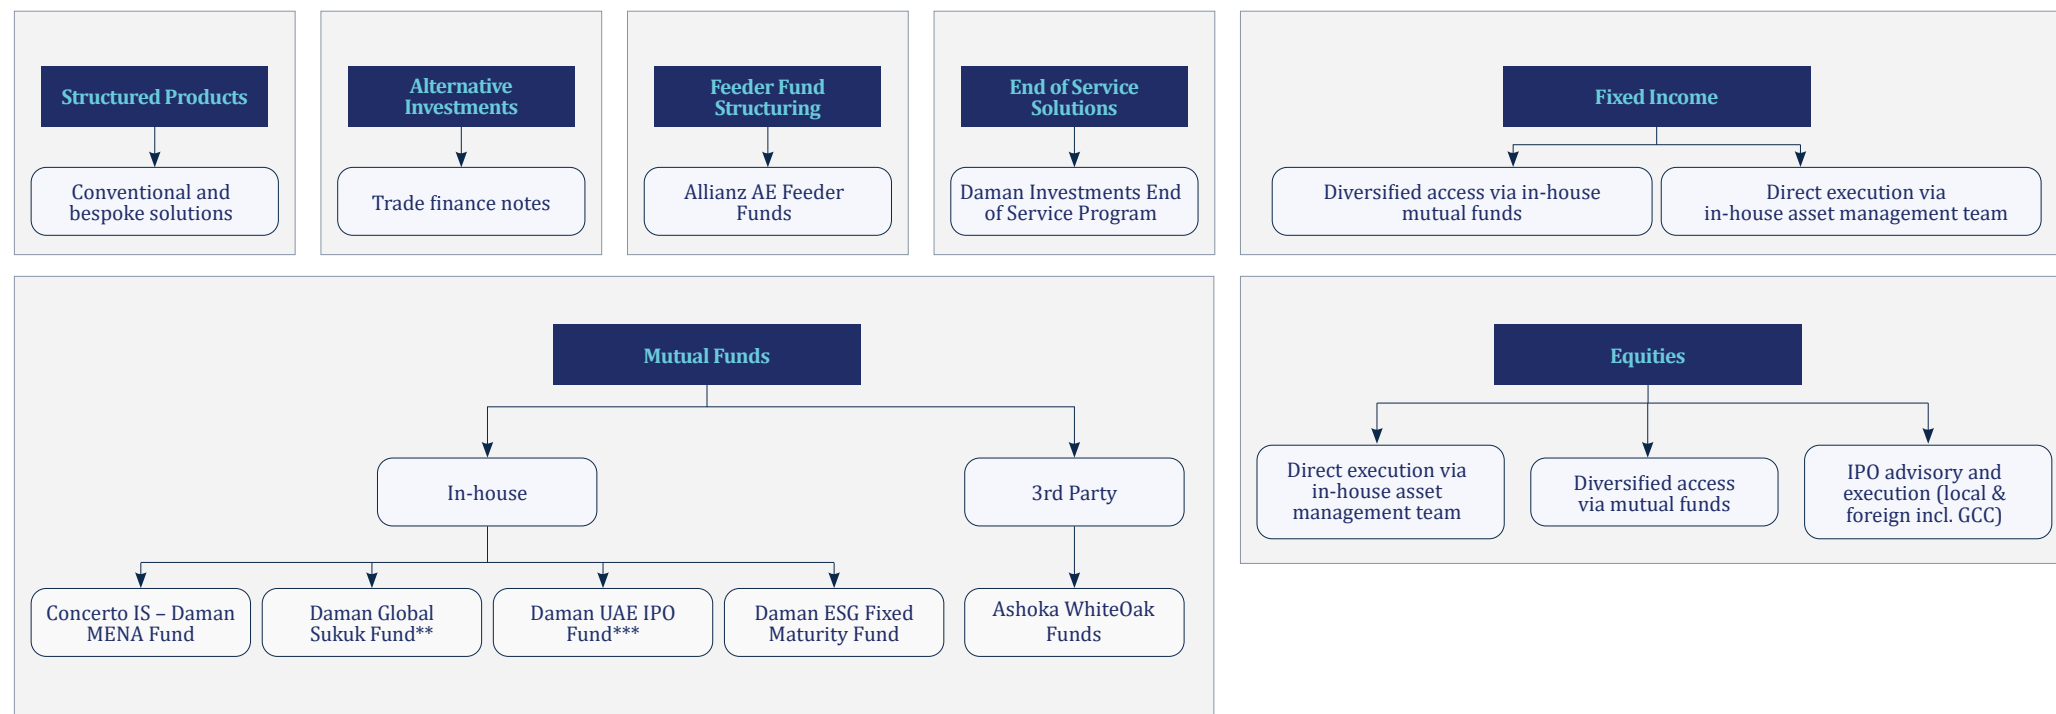 Structured Products
Conventional and
bespoke solutions
Alternative
Investments
Trade finance notes
Feeder Fund
Structuring
Allianz AE Feeder
Funds
End of Service
Solutions
Daman Investments End
of Service Program
Fixed Income
Diversified access via in-house
mutual funds
Direct execution via
in-house asset management team
Mutual Funds
In-house
3rd Party
Concerto IS – Daman
MENA Fund
Daman Global
Sukuk Fund**
Daman UAE IPO
Fund***
Daman ESG Fixed
Maturity Fund
Ashoka WhiteOak
Funds
Equities
Direct execution via
in-house asset
management team
Diversified access
via mutual funds
IPO advisory and
execution (local &
foreign incl. GCC)